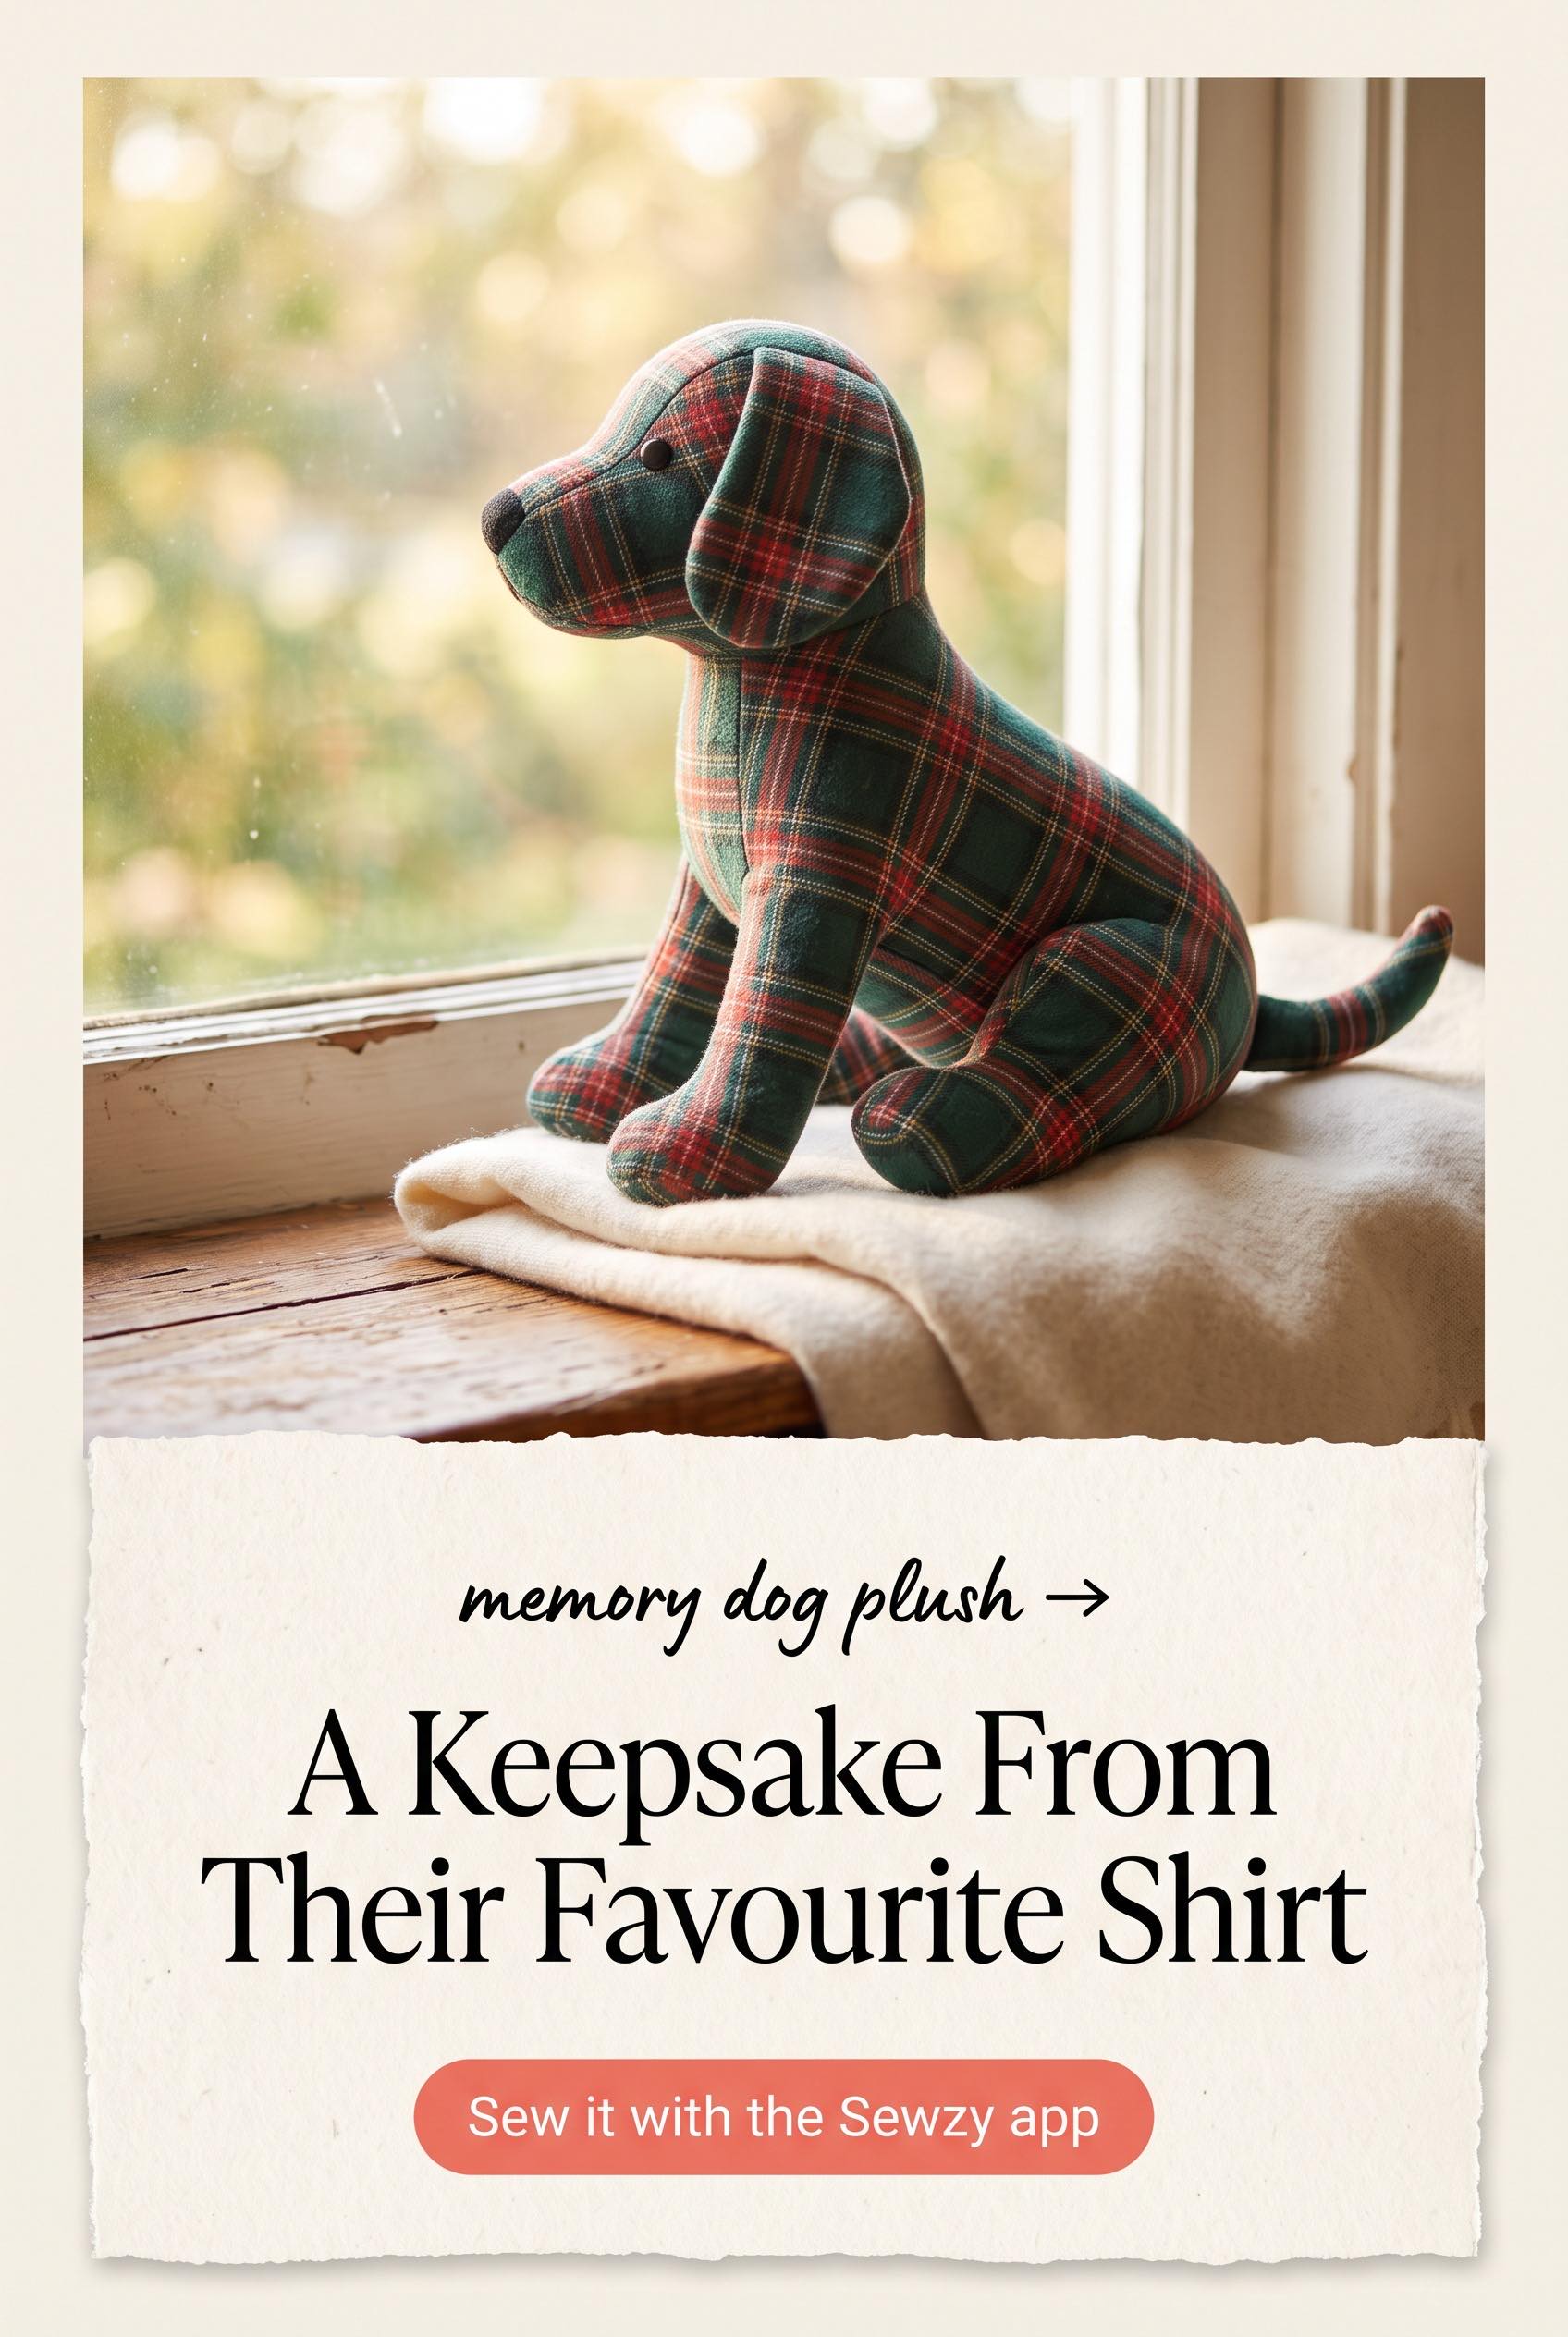 memory dog plush →
A Keepsake From
Their Favourite Shirt
Sew it with the Sewzy app